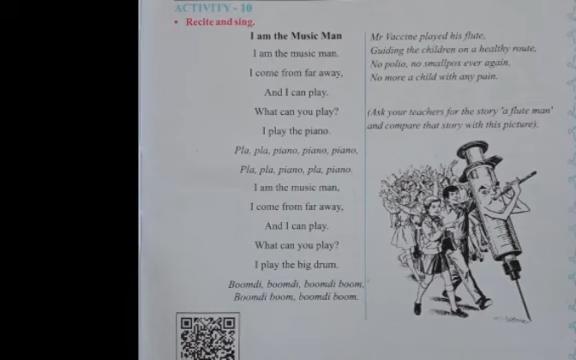 ACTIVITY - 10
• Recite and sing.
I am the Music Man
I am the music man.
I come from far away,
And I can play.
What can you play?
I play the piano.
Pla, pla, piano, piano, piano,
Pla, pla, piano, pla, piano.
I am the music man,
I come from far away,
And I can play.
What can you play?
I play the big drum.
Boomdi, boomdi, boomdi boom,
Boomdi boom, boomdi boom.
Mr Vaccine played his flute,
Guiding the children on a healthy route,
No polio, no smallpox ever again,
No more a child with any pain.
(Ask your teachers for the story 'a flute man'
and compare that story with this picture).